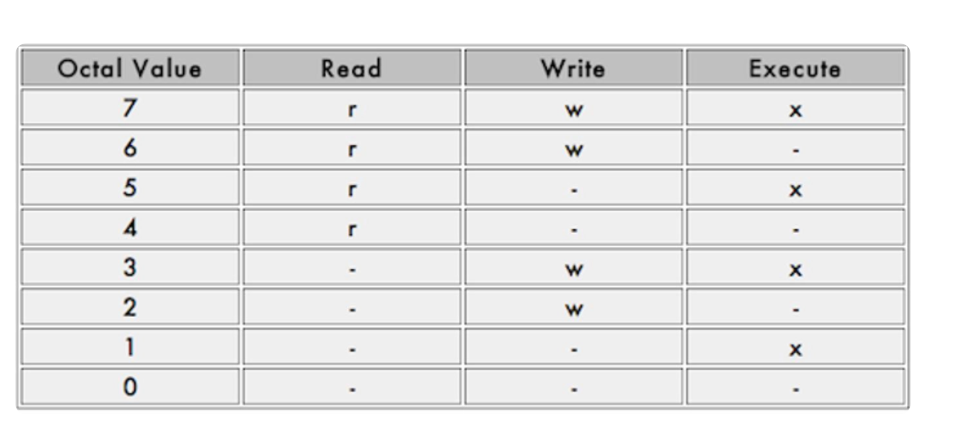 Octal Value Read Write Execute
7 r w x
6 r w -
5 r - x
4 r - -
3 - w x
2 - w -
1 - - x
0 - - -